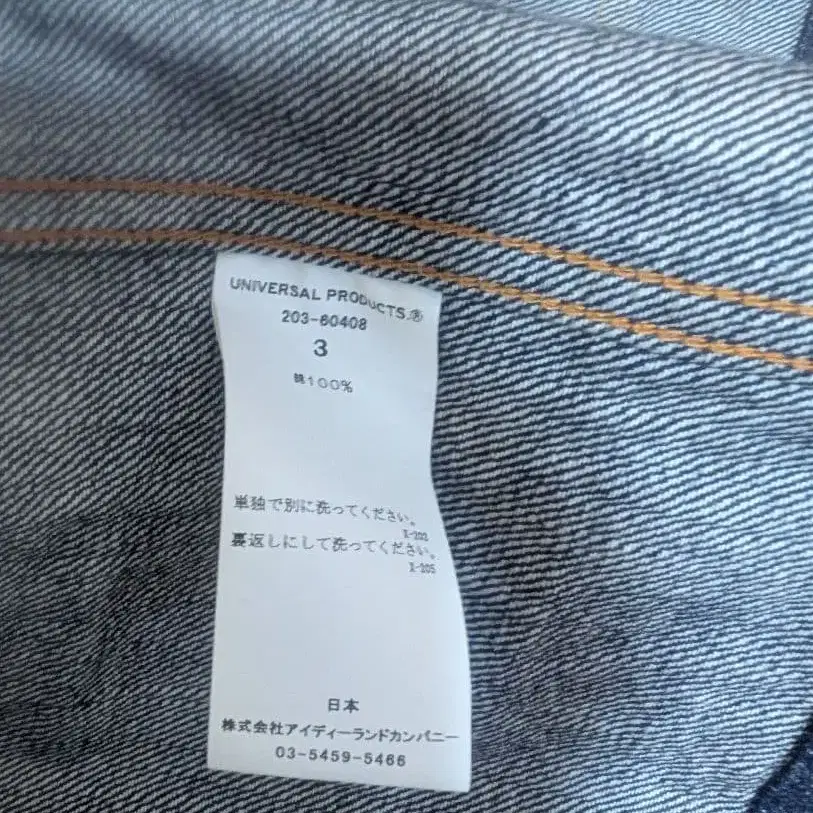 UNIVERSAL PRODUCTS.®
203-60408
3
綿100%
単独で別に洗ってください。
X-202
裏返しにして洗ってください。
X-205
日本
株式会社アイディーランドカンパニー
03-5459-5466